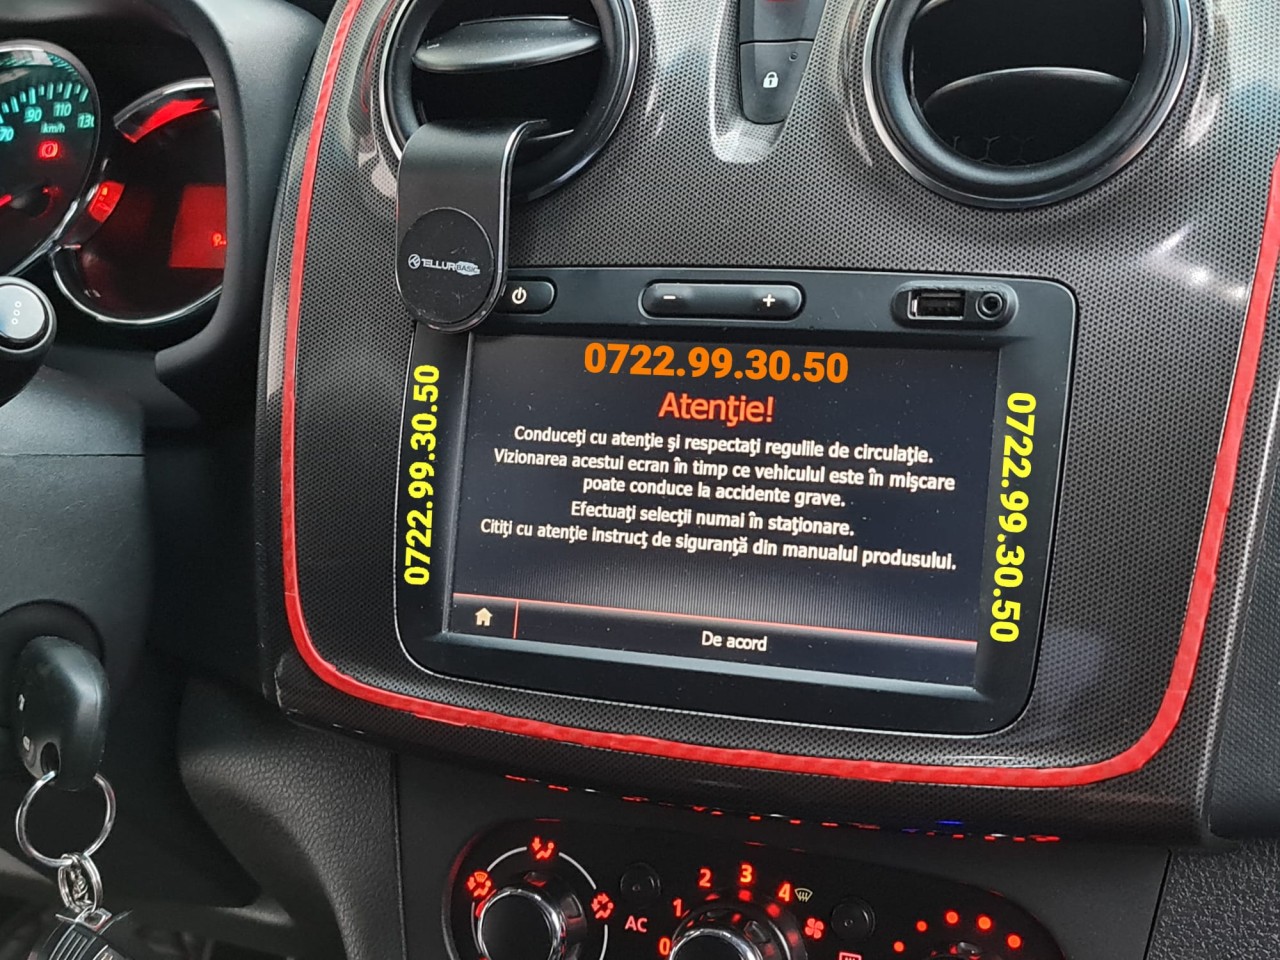 70 90 110 130
km/h
TELLUR BASIC
0722.99.30.50
0722.99.30.50
0722.99.30.50
Atenţie!
Conduceţi cu atenţie şi respectaţi regulile de circulaţie.
Vizionarea acestui ecran în timp ce vehiculul este în mişcare
poate conduce la accidente grave.
Efectuaţi selecţii numai în staţionare.
Citiţi cu atenţie instrucţ de siguranţă din manualul produsului.
De acord
AC
0 1 2 3 4